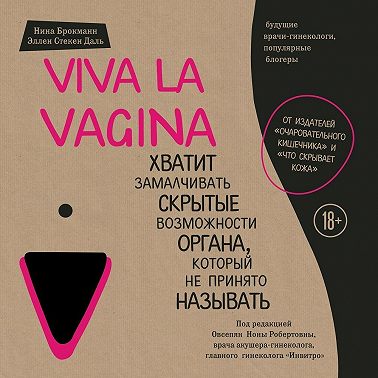 Нина Брокманн
Эллен Стёкен Даль
будущие
врачи-гинекологи,
популярные
блогеры
VIVA LA
VAGINA
ОТ ИЗДАТЕЛЕЙ
«ОЧАРОВАТЕЛЬНОГО
КИШЕЧНИКА» И
«ЧТО СКРЫВАЕТ
КОЖА»
ХВАТИТ
ЗАМАЛЧИВАТЬ
СКРЫТЫЕ
ВОЗМОЖНОСТИ
ОРГАНА,
КОТОРЫЙ
НЕ ПРИНЯТО
НАЗЫВАТЬ
18+
Под редакцией
Овсепян Ноны Робертовны,
врача акушера-гинеколога,
главного гинеколога «Инвитро»